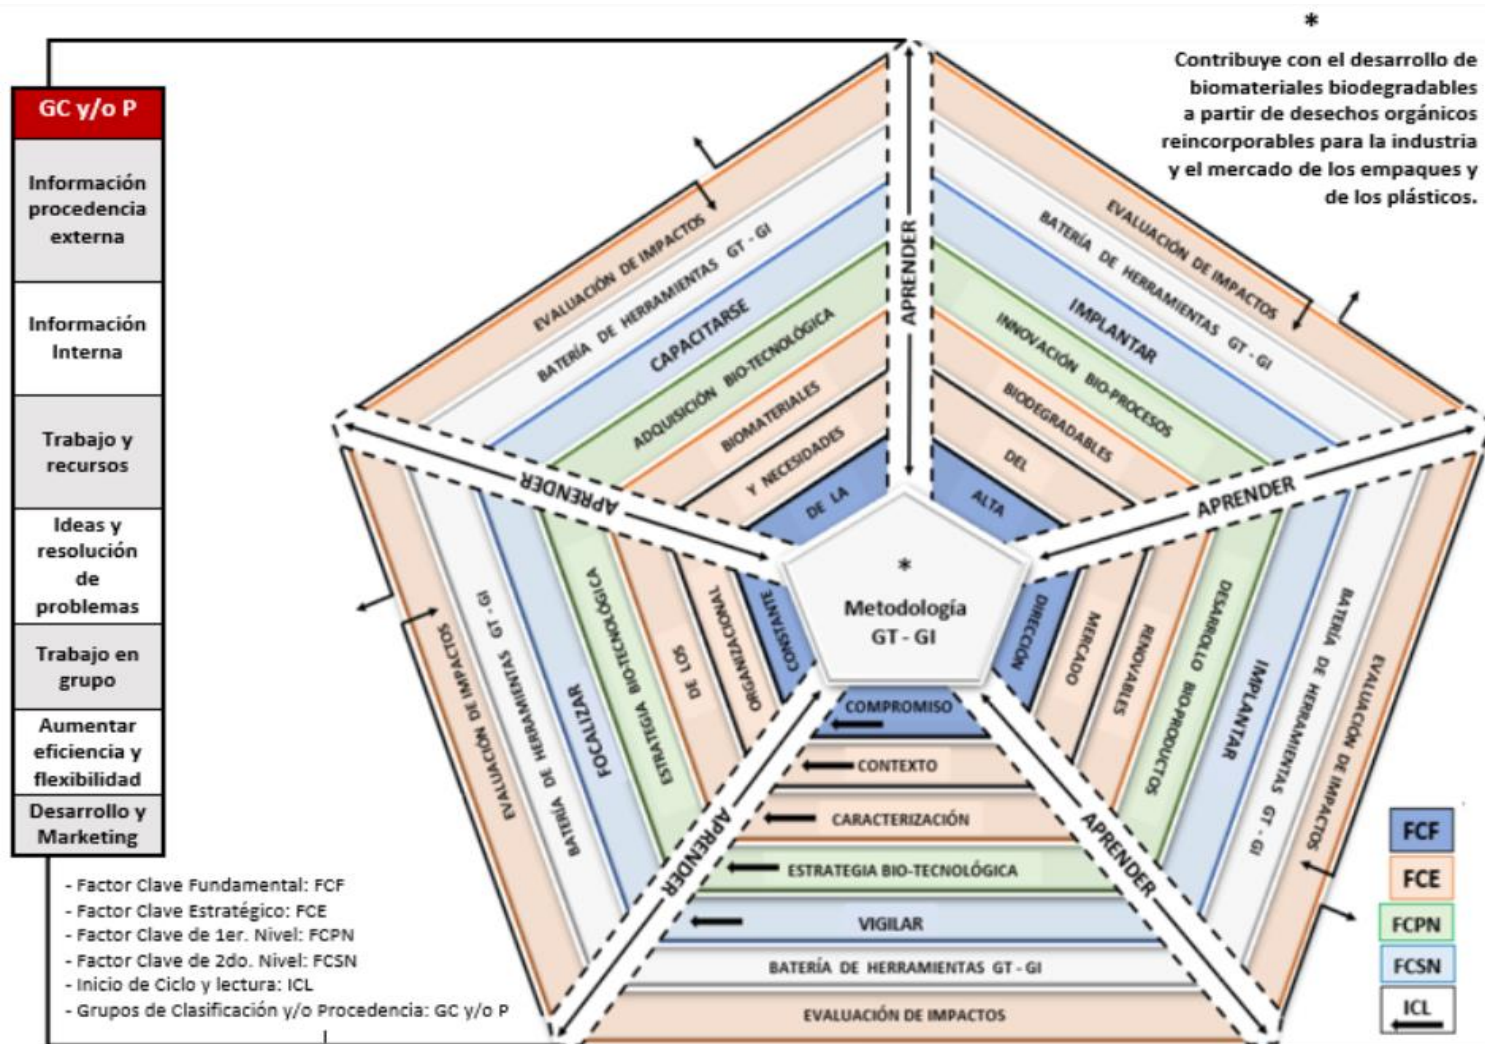 *
Contribuye con el desarrollo de
biomateriales biodegradables
a partir de desechos orgánicos
reincorporables para la industria
y el mercado de los empaques y
de los plásticos.
GC y/o P
Información
procedencia
externa
Información
Interna
Trabajo y
recursos
Ideas y
resolución
de
problemas
Trabajo en
grupo
Aumentar
eficiencia y
flexibilidad
Desarrollo y
Marketing
- Factor Clave Fundamental: FCF
- Factor Clave Estratégico: FCE
- Factor Clave de 1er. Nivel: FCPN
- Factor Clave de 2do. Nivel: FCSN
- Inicio de Ciclo y lectura: ICL
- Grupos de Clasificación y/o Procedencia: GC y/o P
*
Metodología
GT - GI
COMPROMISO
CONTEXTO
CARACTERIZACIÓN
ESTRATEGIA BIO-TECNOLÓGICA
VIGILAR
BATERÍA DE HERRAMIENTAS GT - GI
EVALUACIÓN DE IMPACTOS
APRENDER
CONSTANTE
ORGANIZACIONAL
DE LOS
ESTRATEGIA BIO-TECNOLÓGICA
FOCALIZAR
BATERÍA DE HERRAMIENTAS GT - GI
EVALUACIÓN DE IMPACTOS
APRENDER
DE LA
Y NECESIDADES
BIOMATERIALES
ADQUISICIÓN BIO-TECNOLÓGICA
CAPACITARSE
BATERÍA DE HERRAMIENTAS GT - GI
EVALUACIÓN DE IMPACTOS
APRENDER
ALTA
DEL
BIODEGRADABLES
INNOVACIÓN BIO-PROCESOS
IMPLANTAR
BATERÍA DE HERRAMIENTAS GT - GI
EVALUACIÓN DE IMPACTOS
APRENDER
DIRECCIÓN
MERCADO
RENOVABLES
DESARROLLO BIO-PRODUCTOS
IMPLANTAR
BATERÍA DE HERRAMIENTAS GT - GI
EVALUACIÓN DE IMPACTOS
APRENDER
FCF
FCE
FCPN
FCSN
ICL